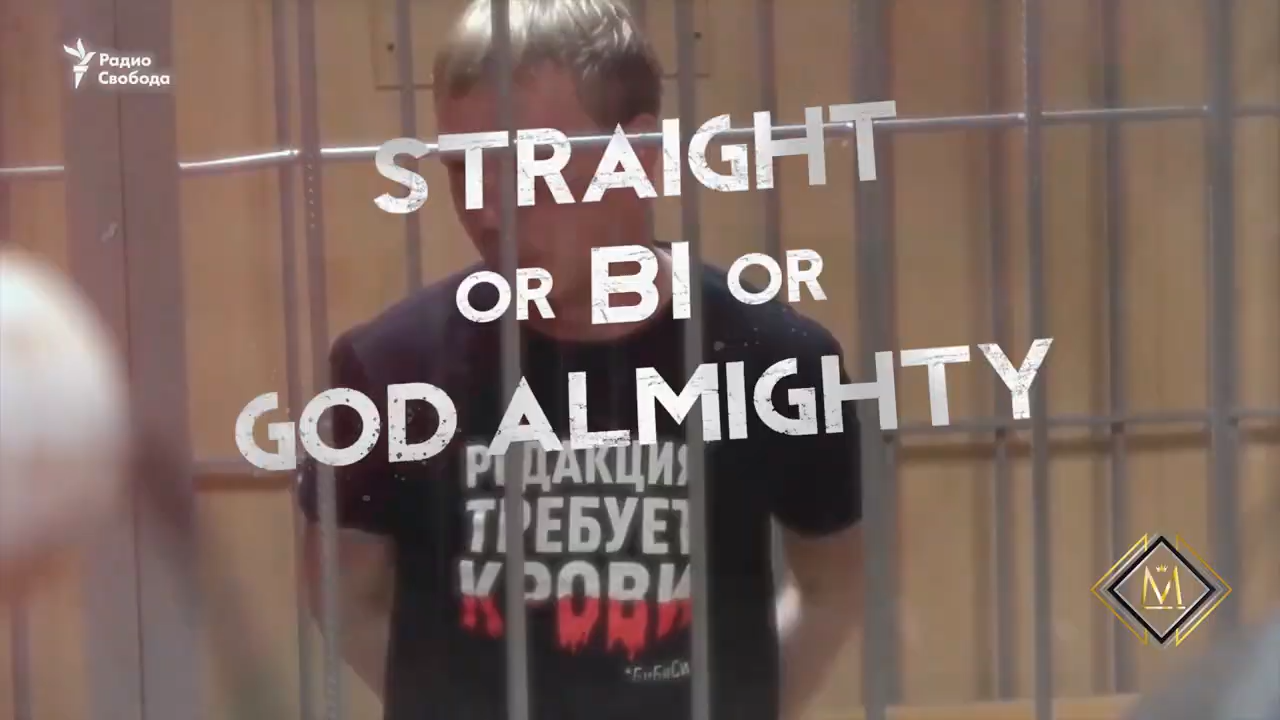 Радио
Свобода
STRAIGHT
OR BI OR
GOD ALMIGHTY
РЕДАКЦИЯ
ТРЕБУЕТ
КРОВИ
M